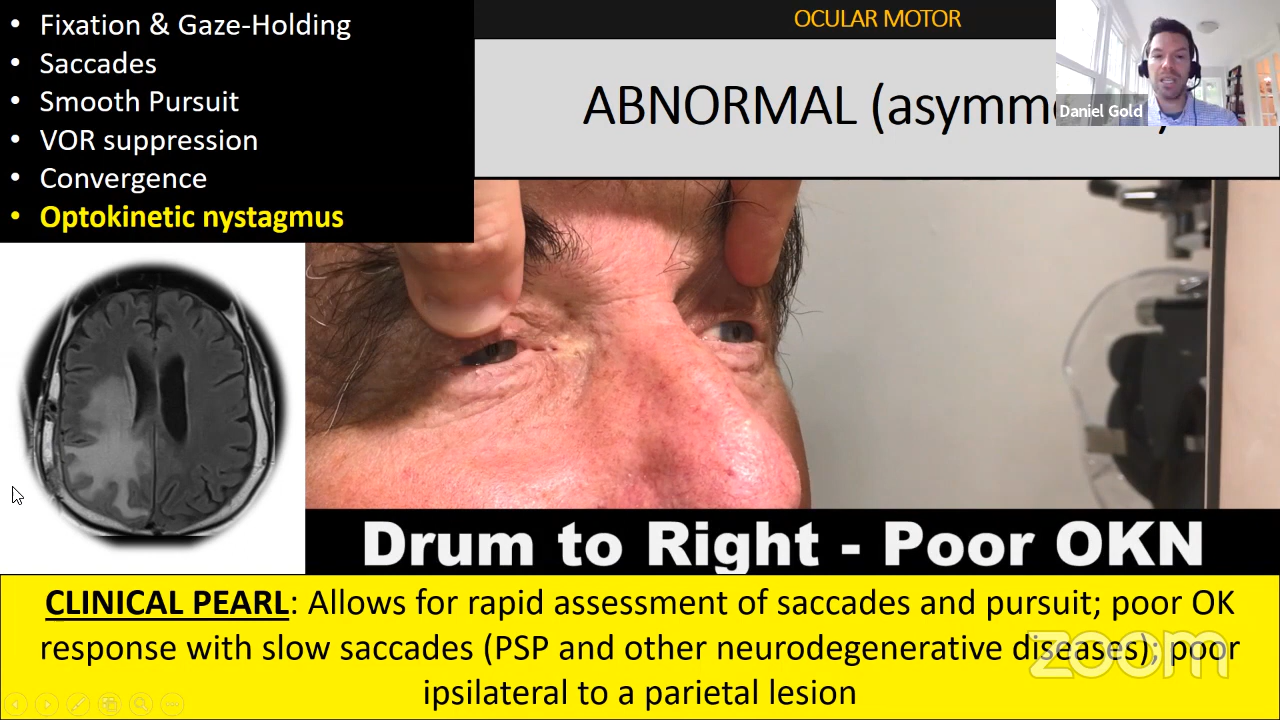 Fixation & Gaze-Holding
Saccades
Smooth Pursuit
VOR suppression
Convergence
Optokinetic nystagmus
OCULAR MOTOR
ABNORMAL
Daniel Gold
Drum to Right - Poor OKN
CLINICAL PEARL: Allows for rapid assessment of saccades and pursuit; poor OK
response with slow saccades (PSP and other neurodegenerative diseases); poor
ipsilateral to a parietal lesion
zoom